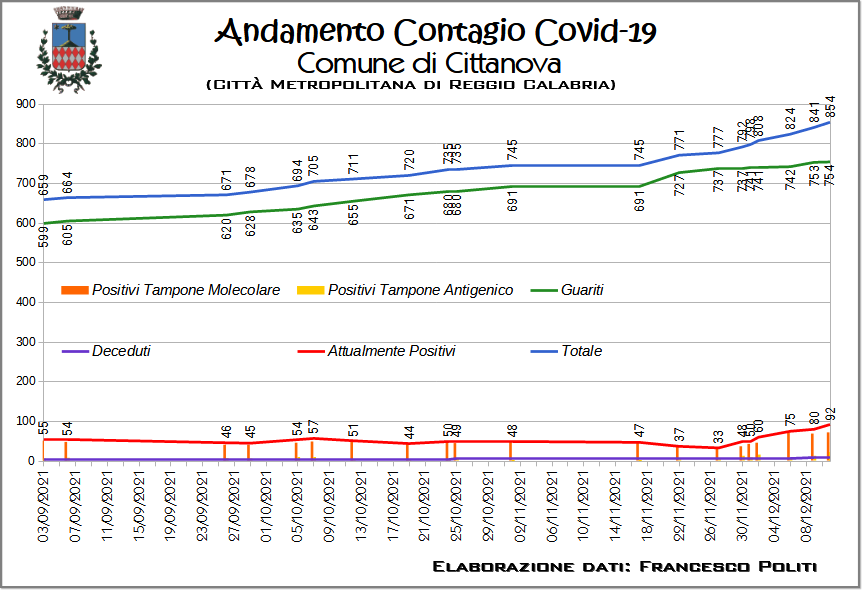 Andamento Contagio Covid-19
Comune di Cittanova
(Città Metropolitana di Reggio Calabria)
900
800
700
600
500
400
300
200
100
0
659 664 671 678 694 705 711 720 735 735 745 745 771 777 792 798 808 824 841 854
599 605 620 628 635 643 655 671 680 680 691 691 727 737 737 741 741 742 753 754
Positivi Tampone Molecolare Positivi Tampone Antigenico Guariti
Deceduti Attualmente Positivi Totale
55 54 46 45 54 57 51 44 50 49 48 47 37 33 48 50 60 75 80 92
03/09/2021 07/09/2021 11/09/2021 15/09/2021 19/09/2021 23/09/2021 27/09/2021 01/10/2021 05/10/2021 09/10/2021 13/10/2021 17/10/2021 21/10/2021 25/10/2021 29/10/2021 02/11/2021 06/11/2021 10/11/2021 14/11/2021 18/11/2021 22/11/2021 26/11/2021 30/11/2021 04/12/2021 08/12/2021
Elaborazione dati: Francesco Politi